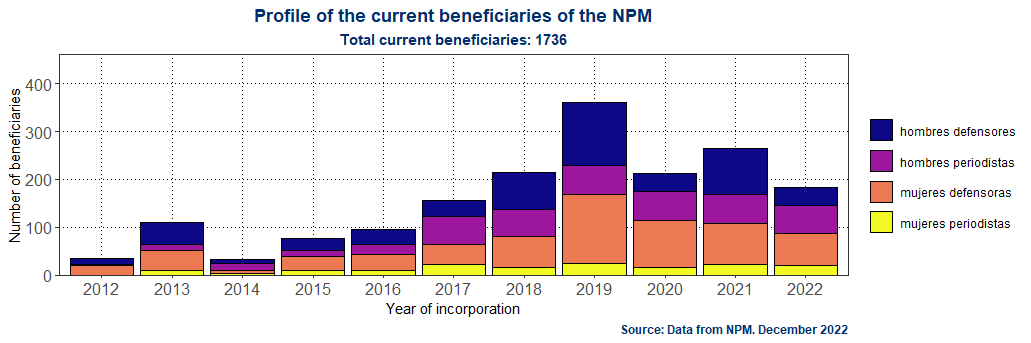 Profile of the current beneficiaries of the NPM
Total current beneficiaries: 1736
Number of beneficiaries
400
300
200
100
0
2012 2013 2014 2015 2016 2017 2018 2019 2020 2021 2022
Year of incorporation
hombres defensores
hombres periodistas
mujeres defensoras
mujeres periodistas
Source: Data from NPM. December 2022